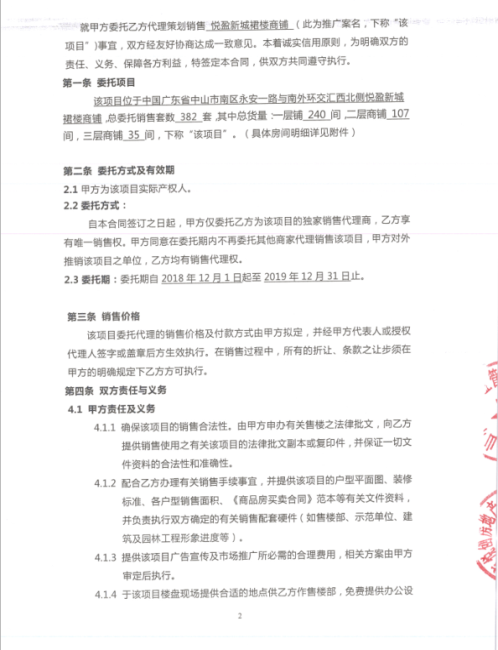 就甲方委托乙方代理策划销售 悦盈新城裙楼商铺 （此为推广案名，下称“该
项目”)事宜，双方经友好协商达成一致意见。本着诚实信用原则，为明确双方的
责任、义务、保障各方利益，特签定本合同，供双方共同遵守执行。
第一条 委托项目
该项目位于中国广东省中山市南区永安一路与南外环交汇西北侧悦盈新城
裙楼商铺,总委托销售套数 382 套,其中总货量:一层铺 240 间,二层商铺 107
间,三层商铺 35 间，下称“该项目”。（具体房间明细详见附件）
第二条 委托方式及有效期
2.1 甲方为该项目实际产权人。
2.2 委托方式：
自本合同签订之日起，甲方仅委托乙方为该项目的独家销售代理商，乙方享
有唯一销售权。甲方同意在委托期内不再委托其他商家代理销售该项目，甲方对外
推销该项目之单位，乙方均有销售代理权。
2.3 委托期：委托期自 2018 年 12 月 1 日起至 2019 年 12 月 31 日止。
第三条 销售价格
该项目委托代理的销售价格及付款方式由甲方拟定，并经甲方代表人或授权
代理人签字或盖章后方生效执行。在销售过程中，所有的折让、条款之让步须在
甲方的明确规定下乙方方可执行。
第四条 双方责任与义务
4.1 甲方责任及义务
4.1.1 确保该项目的销售合法性。由甲方申办有关售楼之法律批文，向乙方
提供销售使用之有关该项目的法律批文副本或复印件，并保证一切文
件资料的合法性和准确性。
4.1.2 配合乙方办理有关销售手续事宜，并提供该项目的户型平面图、装修
标准、各户型销售面积、《商品房买卖合同》范本等有关文件资料，
并负责执行双方确定的有关销售配套硬件（如售楼部、示范单位、建
筑及园林工程形象进度等）。
4.1.3 提供该项目广告宣传及市场推广所必需的合理费用，相关方案由甲方
审定后执行。
4.1.4 于该项目楼盘现场提供合适的地点供乙方作售楼部，免费提供办公设
2